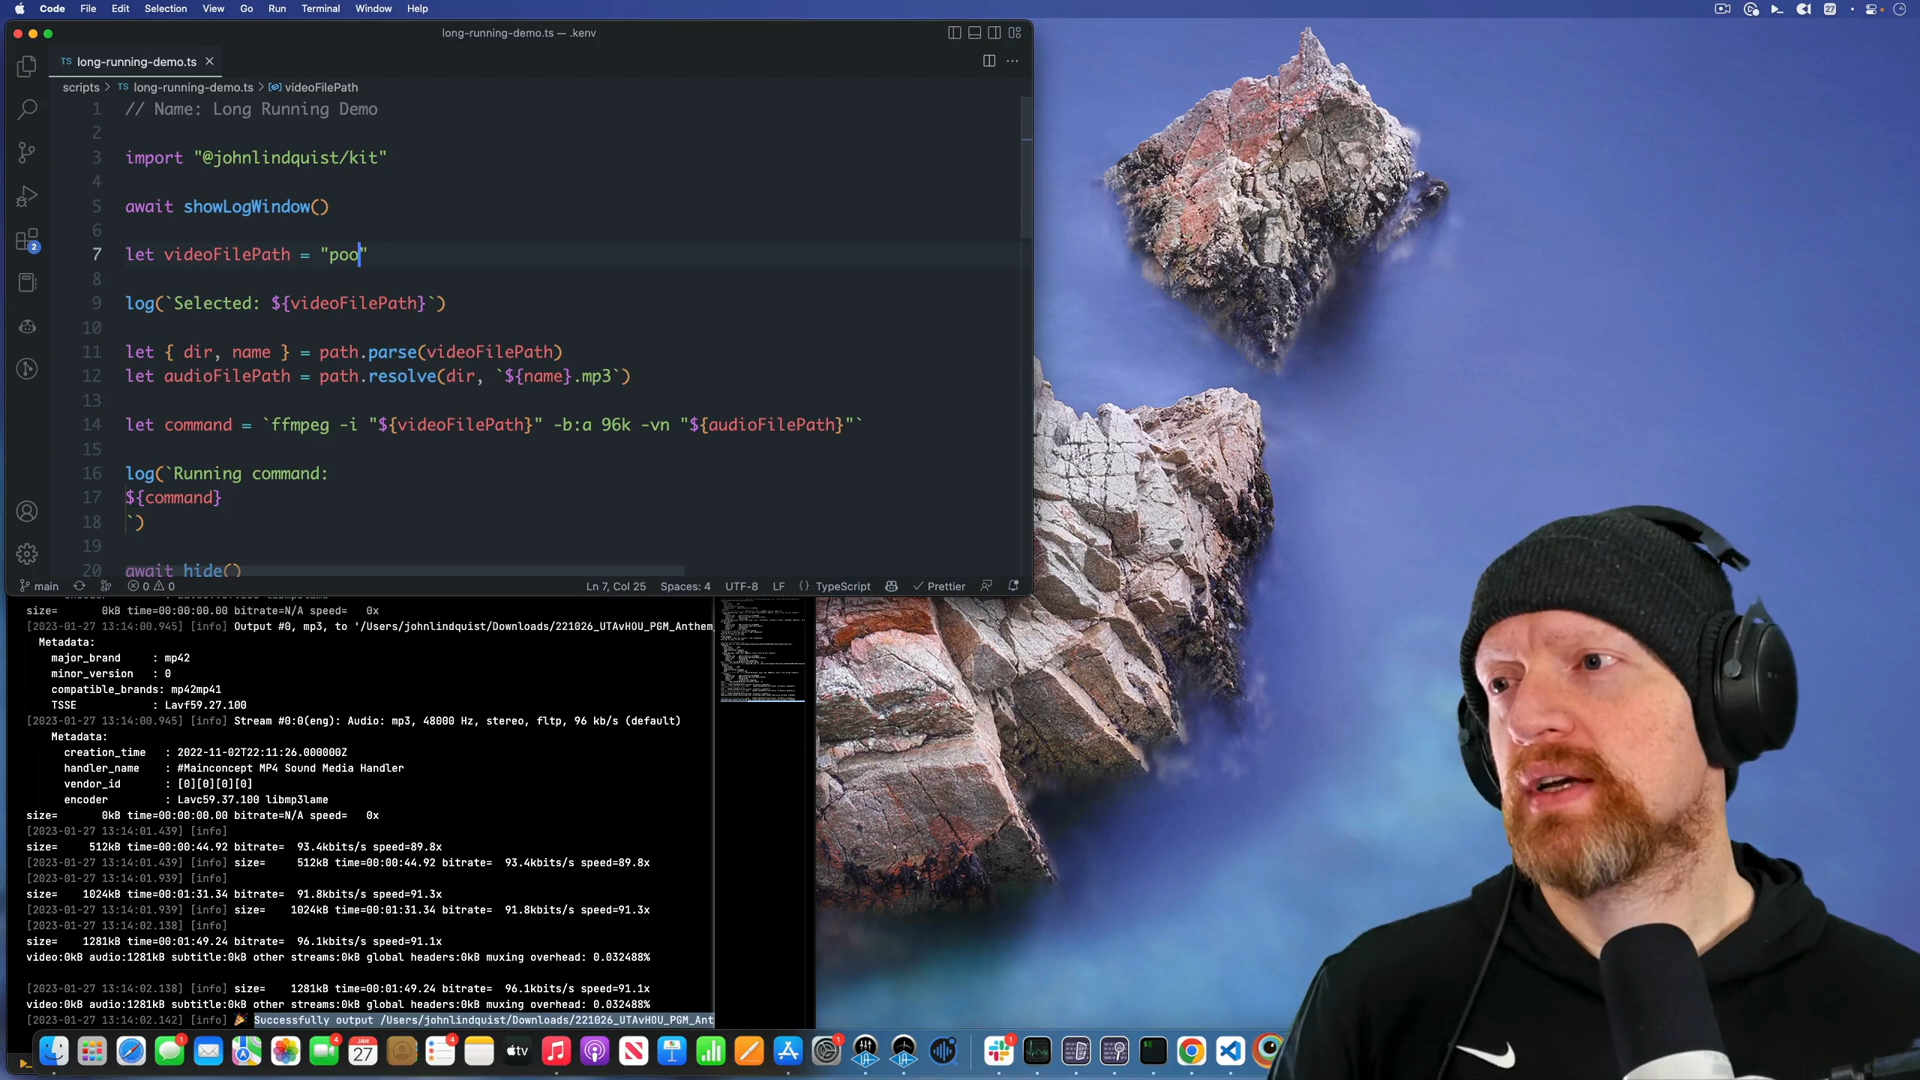 Code File Edit Selection View Go Run Terminal Window Help
27
long-running-demo.ts — .kenv
TS long-running-demo.ts
scripts > TS long-running-demo.ts > videoFilePath
1 // Name: Long Running Demo
2
3 import "@johnlindquist/kit"
4
5 await showLogWindow()
6
7 let videoFilePath = "poo"
8
9 log(`Selected: ${videoFilePath}`)
10
11 let { dir, name } = path.parse(videoFilePath)
12 let audioFilePath = path.resolve(dir, `${name}.mp3`)
13
14 let command = `ffmpeg -i "${videoFilePath}" -b:a 96k -vn "${audioFilePath}"`
15
16 log(`Running command:
17 ${command}
18 `)
19
20 await hide()
2
main 0 0 Ln 7, Col 25 Spaces: 4 UTF-8 LF {} TypeScript Prettier
size= 0kB time=00:00:00.00 bitrate=N/A speed= 0x
[2023-01-27 13:14:00.945] [info] Output #0, mp3, to '/Users/johnlindquist/Downloads/221026_UTAvHOU_PGM_Anthem
Metadata:
major_brand : mp42
minor_version : 0
compatible_brands: mp42mp41
TSSE : Lavf59.27.100
[2023-01-27 13:14:00.945] [info] Stream #0:0(eng): Audio: mp3, 48000 Hz, stereo, fltp, 96 kb/s (default)
Metadata:
creation_time : 2022-11-02T22:11:26.000000Z
handler_name : #Mainconcept MP4 Sound Media Handler
vendor_id : [0][0][0][0]
encoder : Lavc59.37.100 libmp3lame
size= 0kB time=00:00:00.00 bitrate=N/A speed= 0x
[2023-01-27 13:14:01.439] [info]
size= 512kB time=00:00:44.92 bitrate= 93.4kbits/s speed=89.8x
[2023-01-27 13:14:01.439] [info] size= 512kB time=00:00:44.92 bitrate= 93.4kbits/s speed=89.8x
[2023-01-27 13:14:01.939] [info]
size= 1024kB time=00:01:31.34 bitrate= 91.8kbits/s speed=91.3x
[2023-01-27 13:14:01.939] [info] size= 1024kB time=00:01:31.34 bitrate= 91.8kbits/s speed=91.3x
[2023-01-27 13:14:02.138] [info]
size= 1281kB time=00:01:49.24 bitrate= 96.1kbits/s speed=91.1x
video:0kB audio:1281kB subtitle:0kB other streams:0kB global headers:0kB muxing overhead: 0.032488%
[2023-01-27 13:14:02.138] [info] size= 1281kB time=00:01:49.24 bitrate= 96.1kbits/s speed=91.1x
video:0kB audio:1281kB subtitle:0kB other streams:0kB global headers:0kB muxing overhead: 0.032488%
[2023-01-27 13:14:02.142] [info] 🎉 Successfully output /Users/johnlindquist/Downloads/221026_UTAvHOU_PGM_Ant
1 4 JAN 27 4 tv 1 1